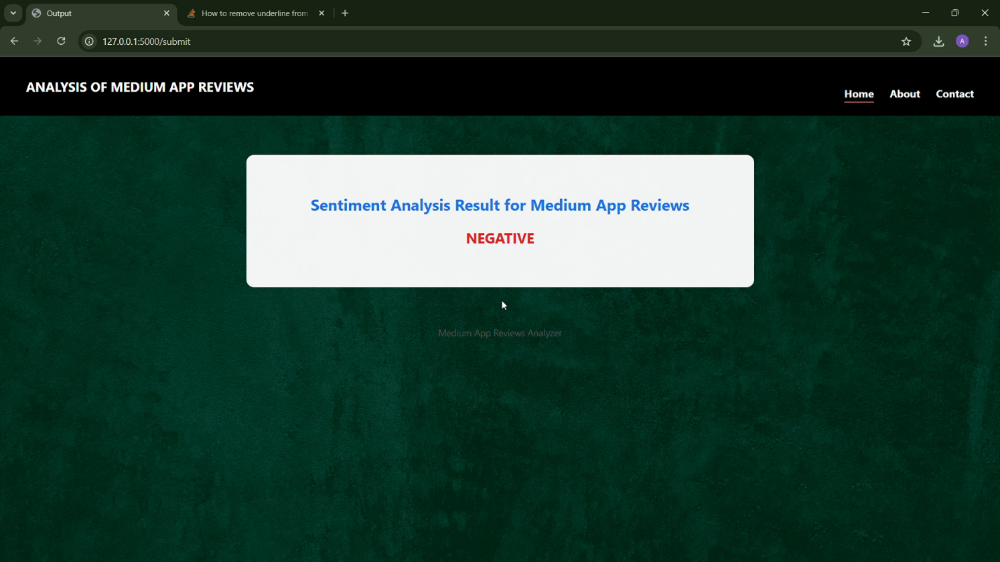 Output
How to remove underline from
127.0.0.1:5000/submit
A
ANALYSIS OF MEDIUM APP REVIEWS
Home About Contact
Sentiment Analysis Result for Medium App Reviews
NEGATIVE
Medium App Reviews Analyzer